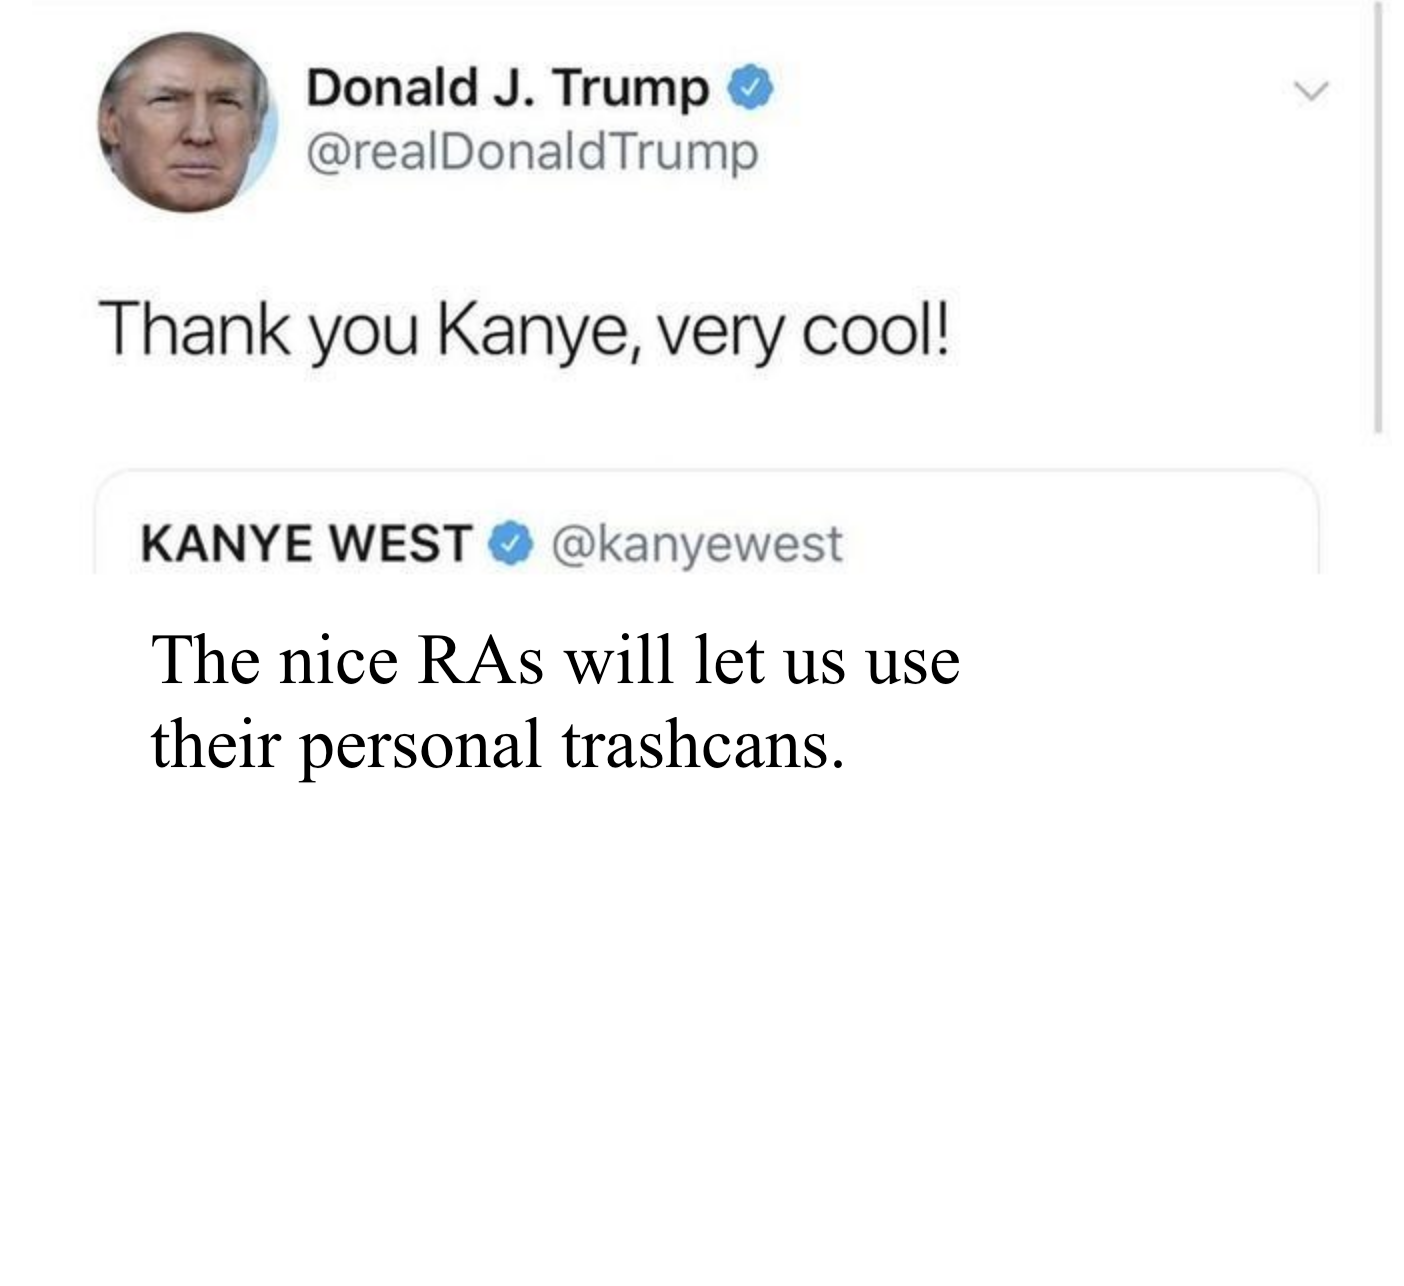 Donald J. Trump
@realDonaldTrump
Thank you Kanye, very cool!
KANYE WEST @kanyewest
The nice RAs will let us use
their personal trashcans.